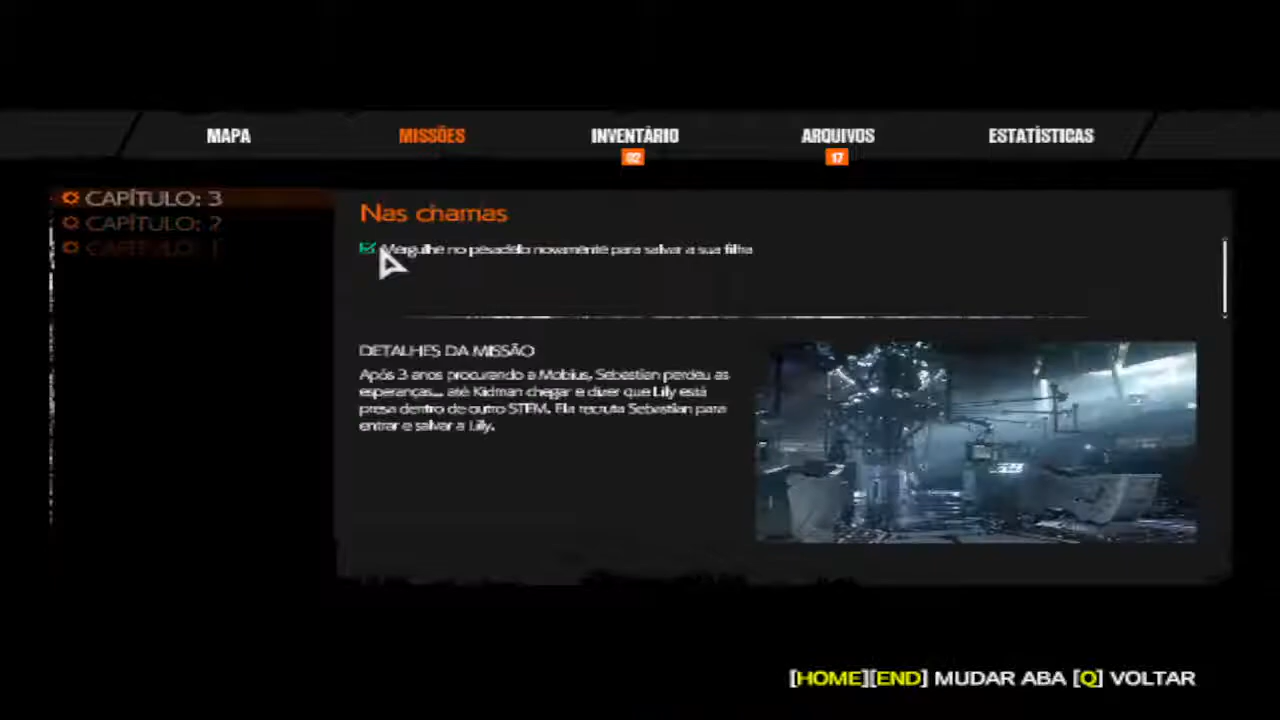 MAPA
MISSÕES
INVENTÁRIO
ARQUIVOS
ESTATÍSTICAS
02
17
CAPÍTULO: 3
CAPÍTULO: 2
CAPÍTULO: 1
Nas chamas
Mergulhe no pesadelo novamente para salvar a sua filha
DETALHES DA MISSÃO
Após 3 anos procurando a Mobius, Sebastian perdeu as
esperanças... até Kidman chegar e dizer que Lily está
presa dentro de outro STEM. Ela recruta Sebastian para
entrar e salvar a Lily.
[HOME][END] MUDAR ABA [Q] VOLTAR